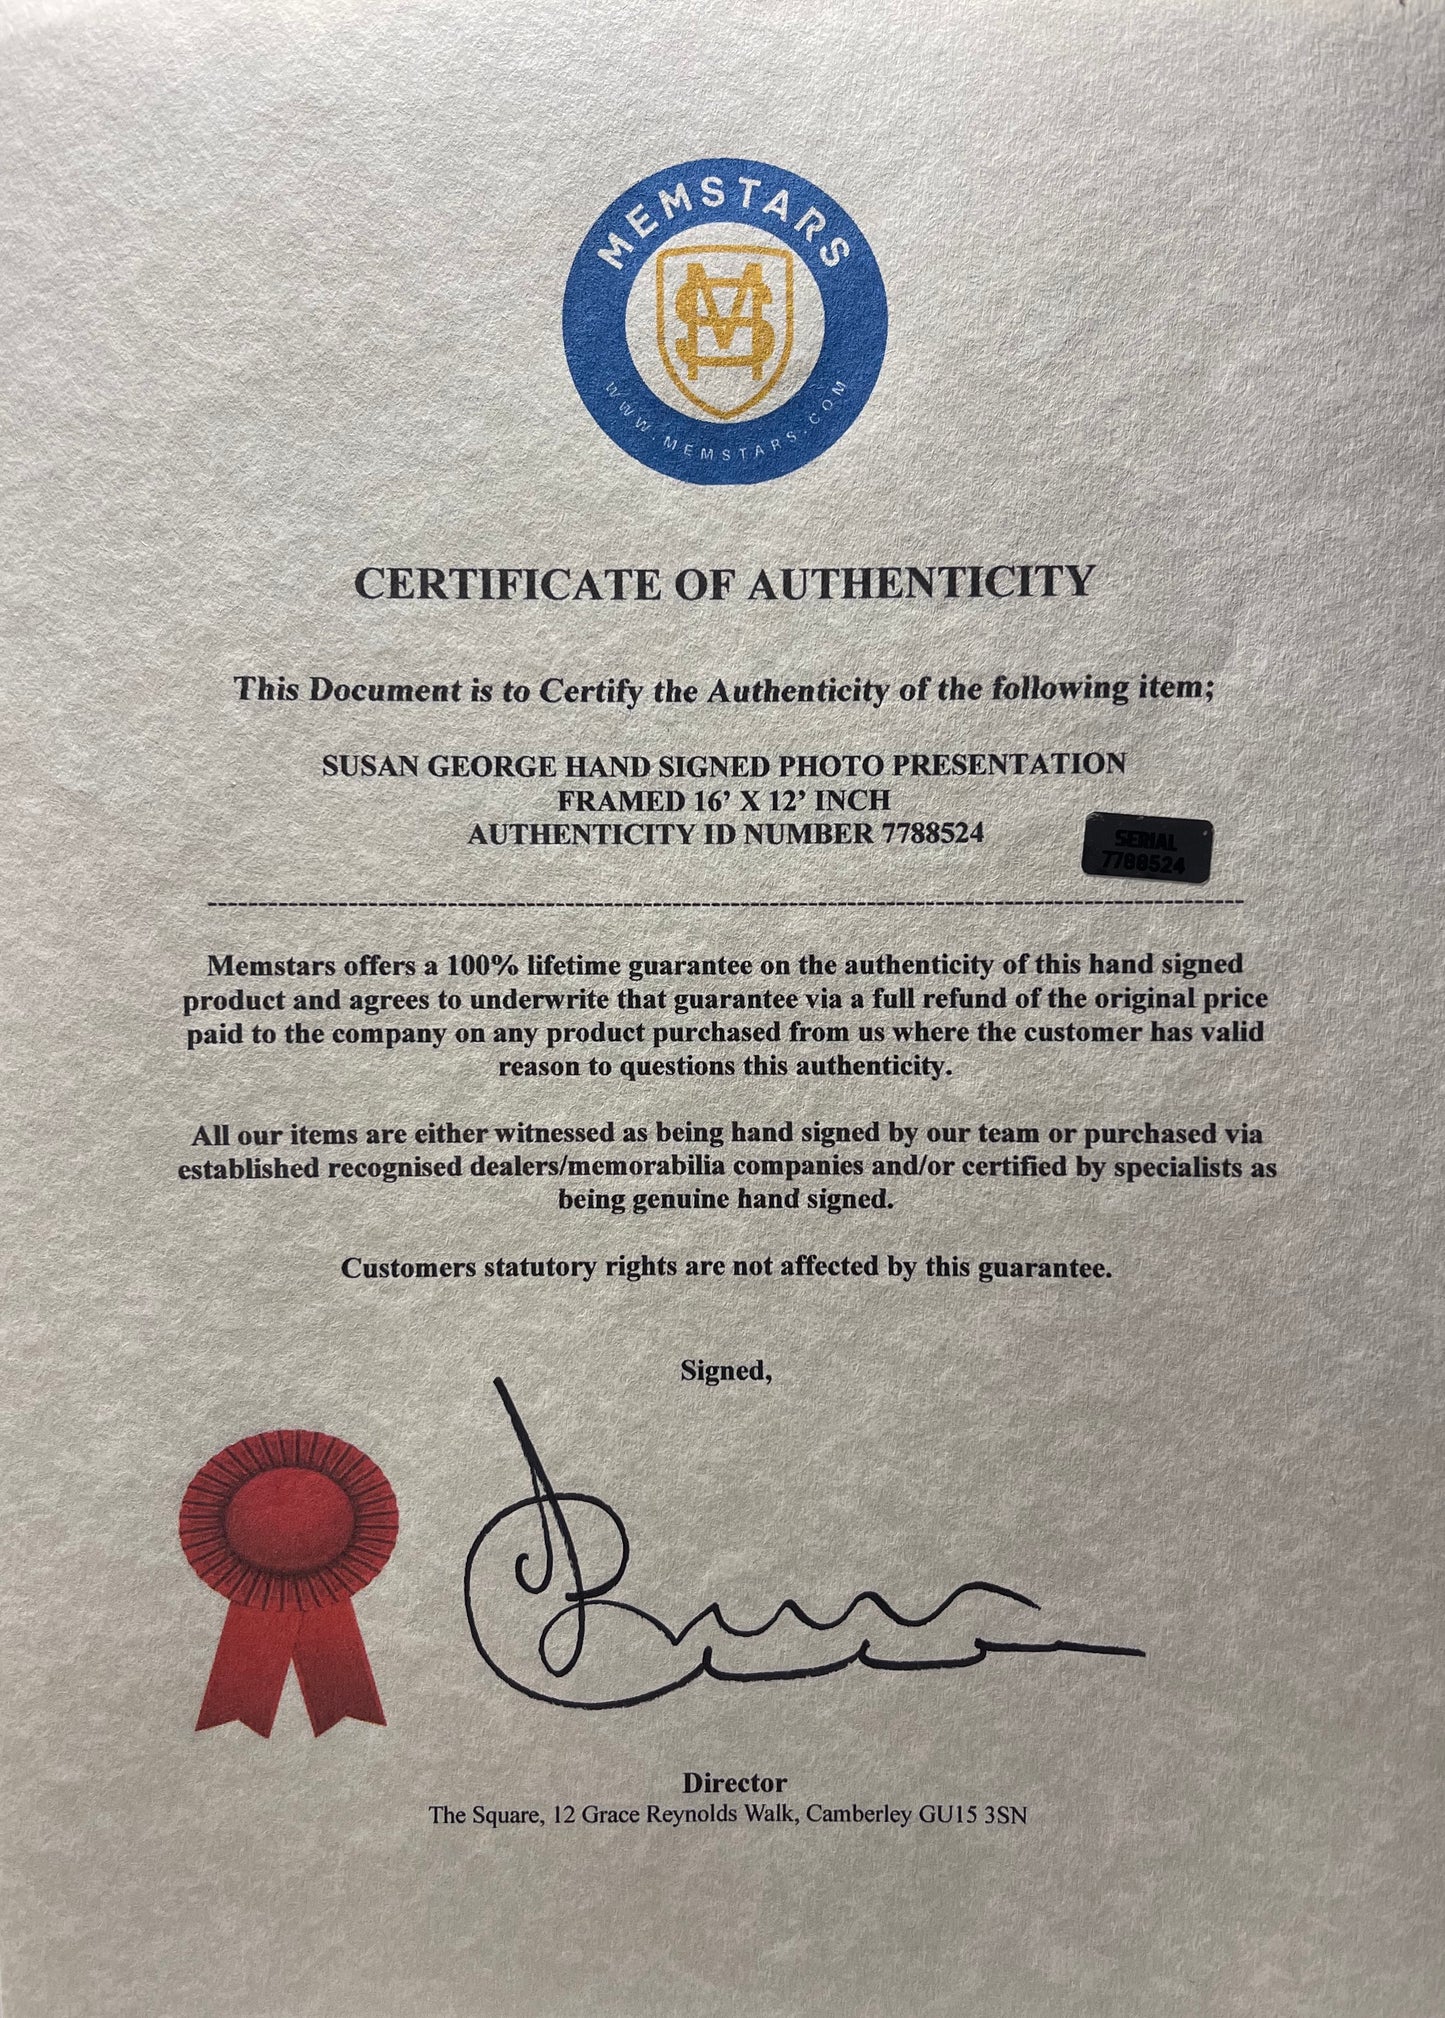 MEMSTARS
MS
WWW.MEMSTARS.COM
CERTIFICATE OF AUTHENTICITY
This Document is to Certify the Authenticity of the following item;
SUSAN GEORGE HAND SIGNED PHOTO PRESENTATION
FRAMED 16’ X 12’ INCH
AUTHENTICITY ID NUMBER 7788524
SERIAL
7788524
Memstars offers a 100% lifetime guarantee on the authenticity of this hand signed
product and agrees to underwrite that guarantee via a full refund of the original price
paid to the company on any product purchased from us where the customer has valid
reason to questions this authenticity.
All our items are either witnessed as being hand signed by our team or purchased via
established recognised dealers/memorabilia companies and/or certified by specialists as
being genuine hand signed.
Customers statutory rights are not affected by this guarantee.
Signed,
Director
The Square, 12 Grace Reynolds Walk, Camberley GU15 3SN